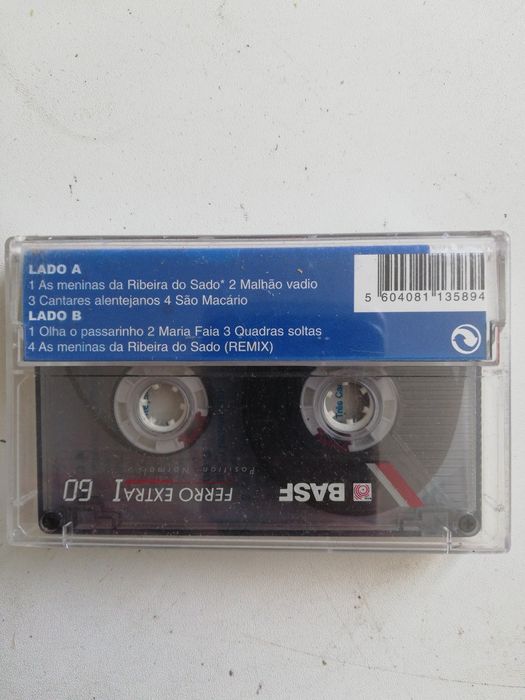 LADO A
1 As meninas da Ribeira do Sado* 2 Malhão vadio
3 Cantares alentejanos 4 São Macário
LADO B
1 Olha o passarinho 2 Maria Faia 3 Quadras soltas
4 As meninas da Ribeira do Sado (REMIX)
5 604081 135894
Position Normal
BASF
FERRO EXTRA I
60